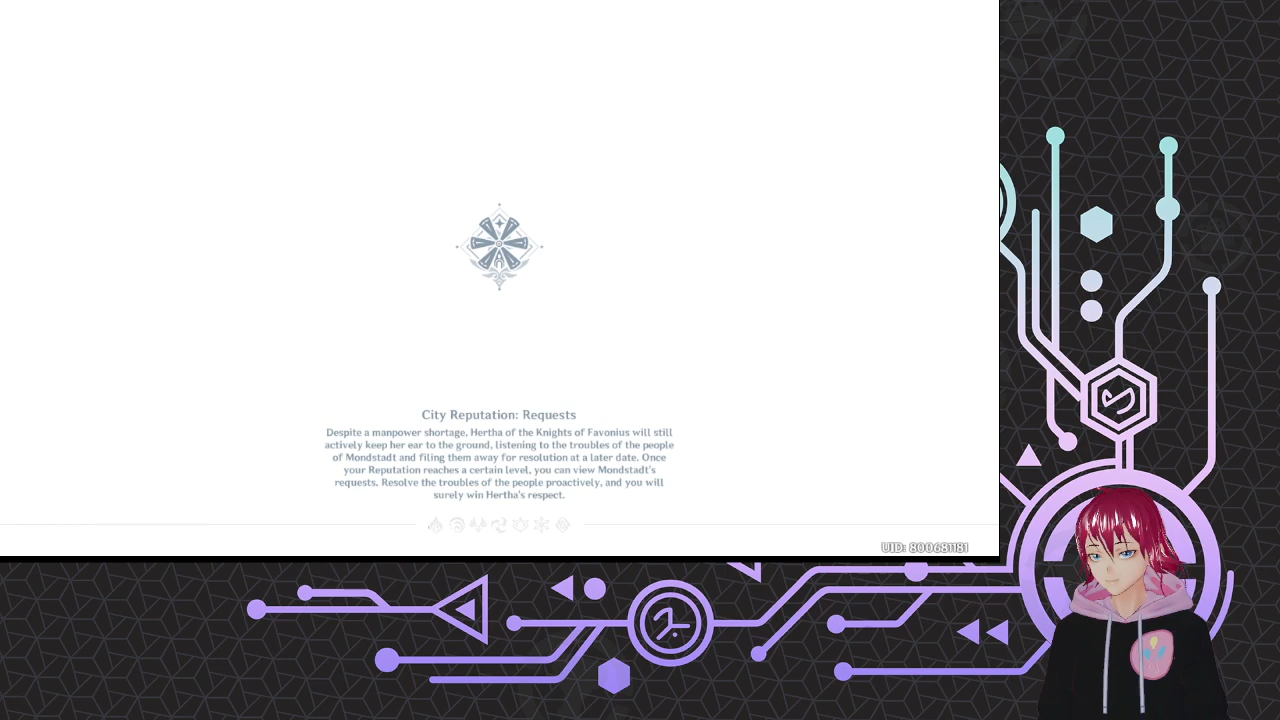 City Reputation: Requests
Despite a manpower shortage, Hertha of the Knights of Favonius will still
actively keep her ear to the ground, listening to the troubles of the people
of Mondstadt and filing them away for resolution at a later date. Once
your Reputation reaches a certain level, you can view Mondstadt's
requests. Resolve the troubles of the people proactively, and you will
surely win Hertha's respect.
UID: 800681181